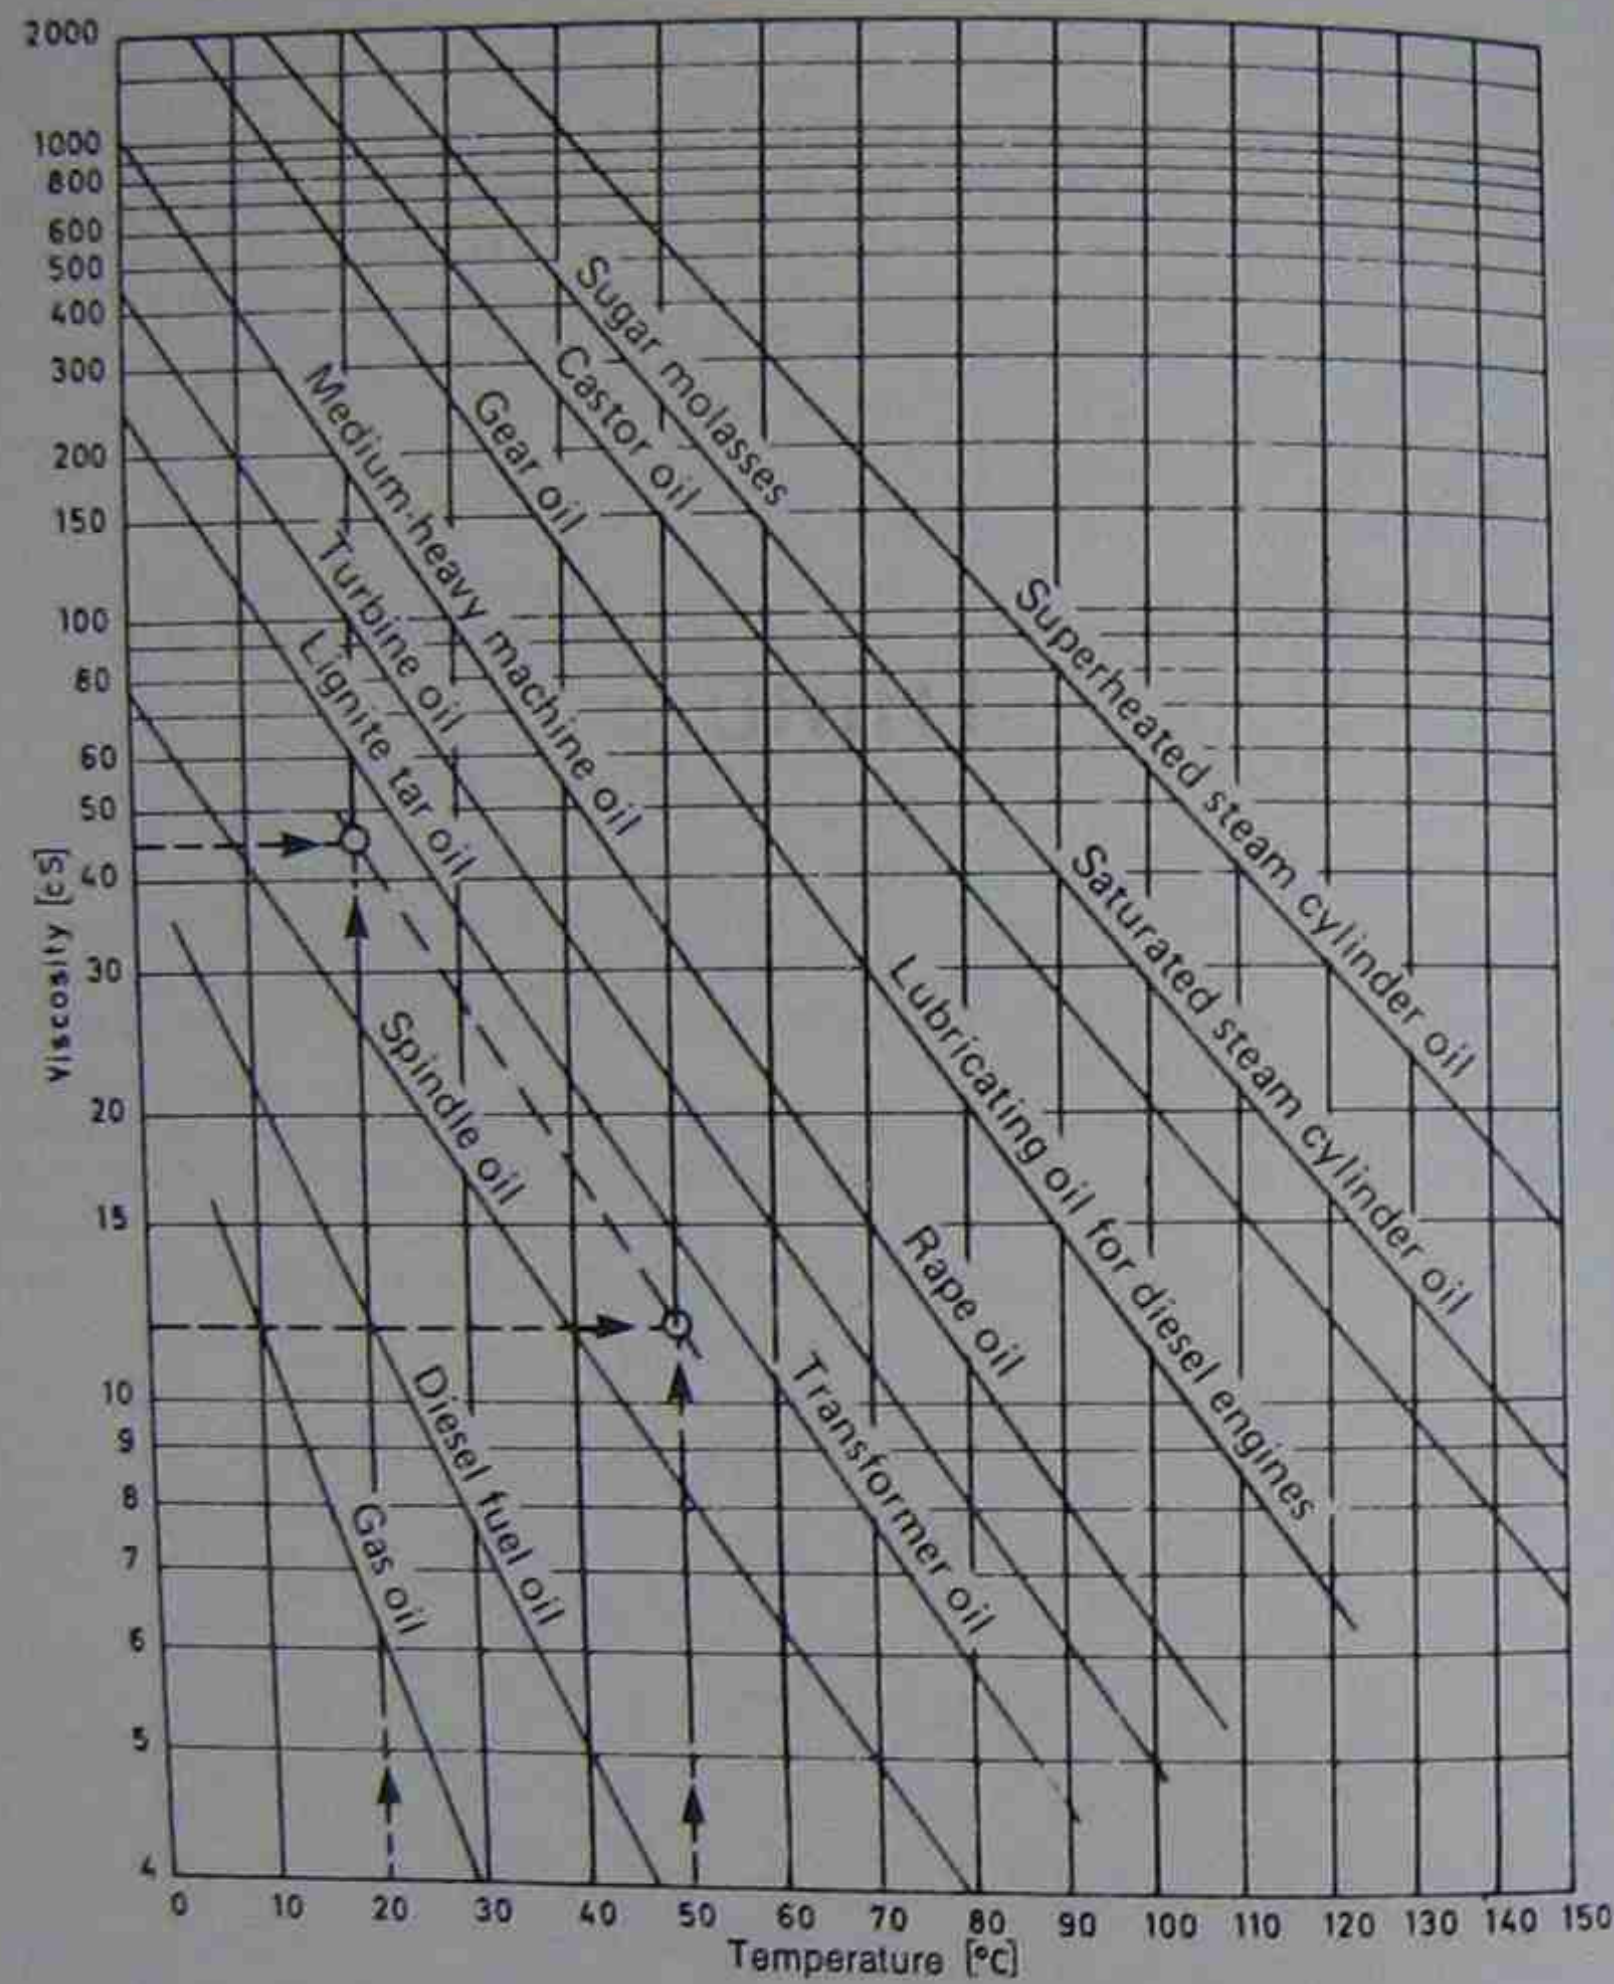 2000
1000
800
600
500
400
300
200
150
100
80
60
50
40
30
20
15
10
9
8
7
6
5
4
Viscosity [cS]
Sugar molasses
Castor oil
Gear oil
Medium-heavy machine oil
Turbine oil
Lignite tar oil
Superheated steam cylinder oil
Saturated steam cylinder oil
Lubricating oil for diesel engines
Spindle oil
Rape oil
Transformer oil
Diesel fuel oil
Gas oil
0 10 20 30 40 50 60 70 80 90 100 110 120 130 140 150
Temperature [°C]